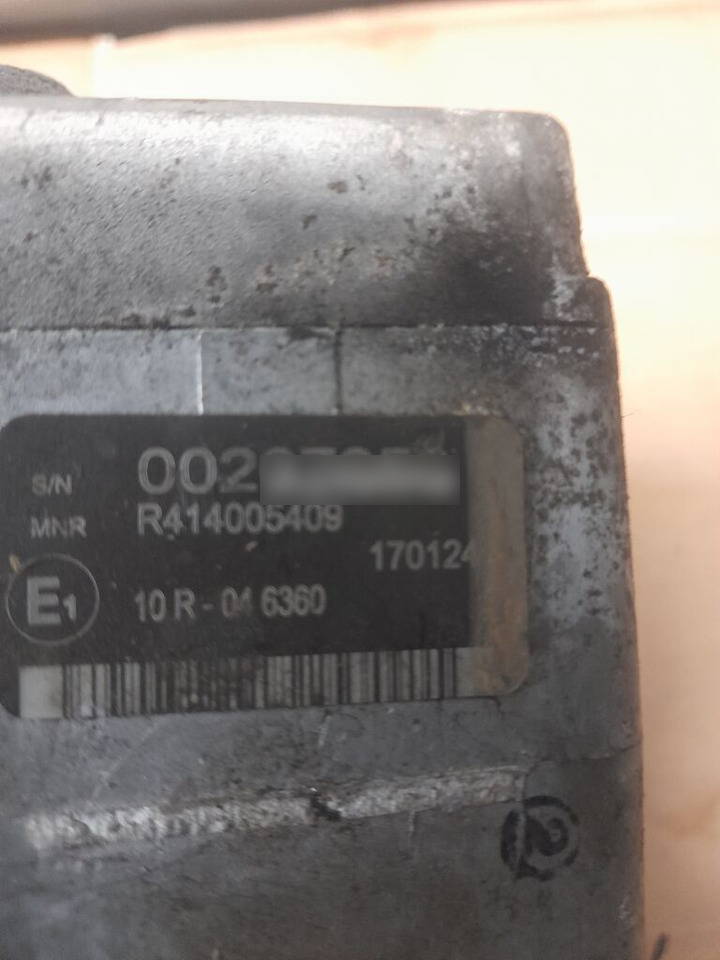 S/N 002
MNR R414005409
170124
E1 10 R - 04 6360